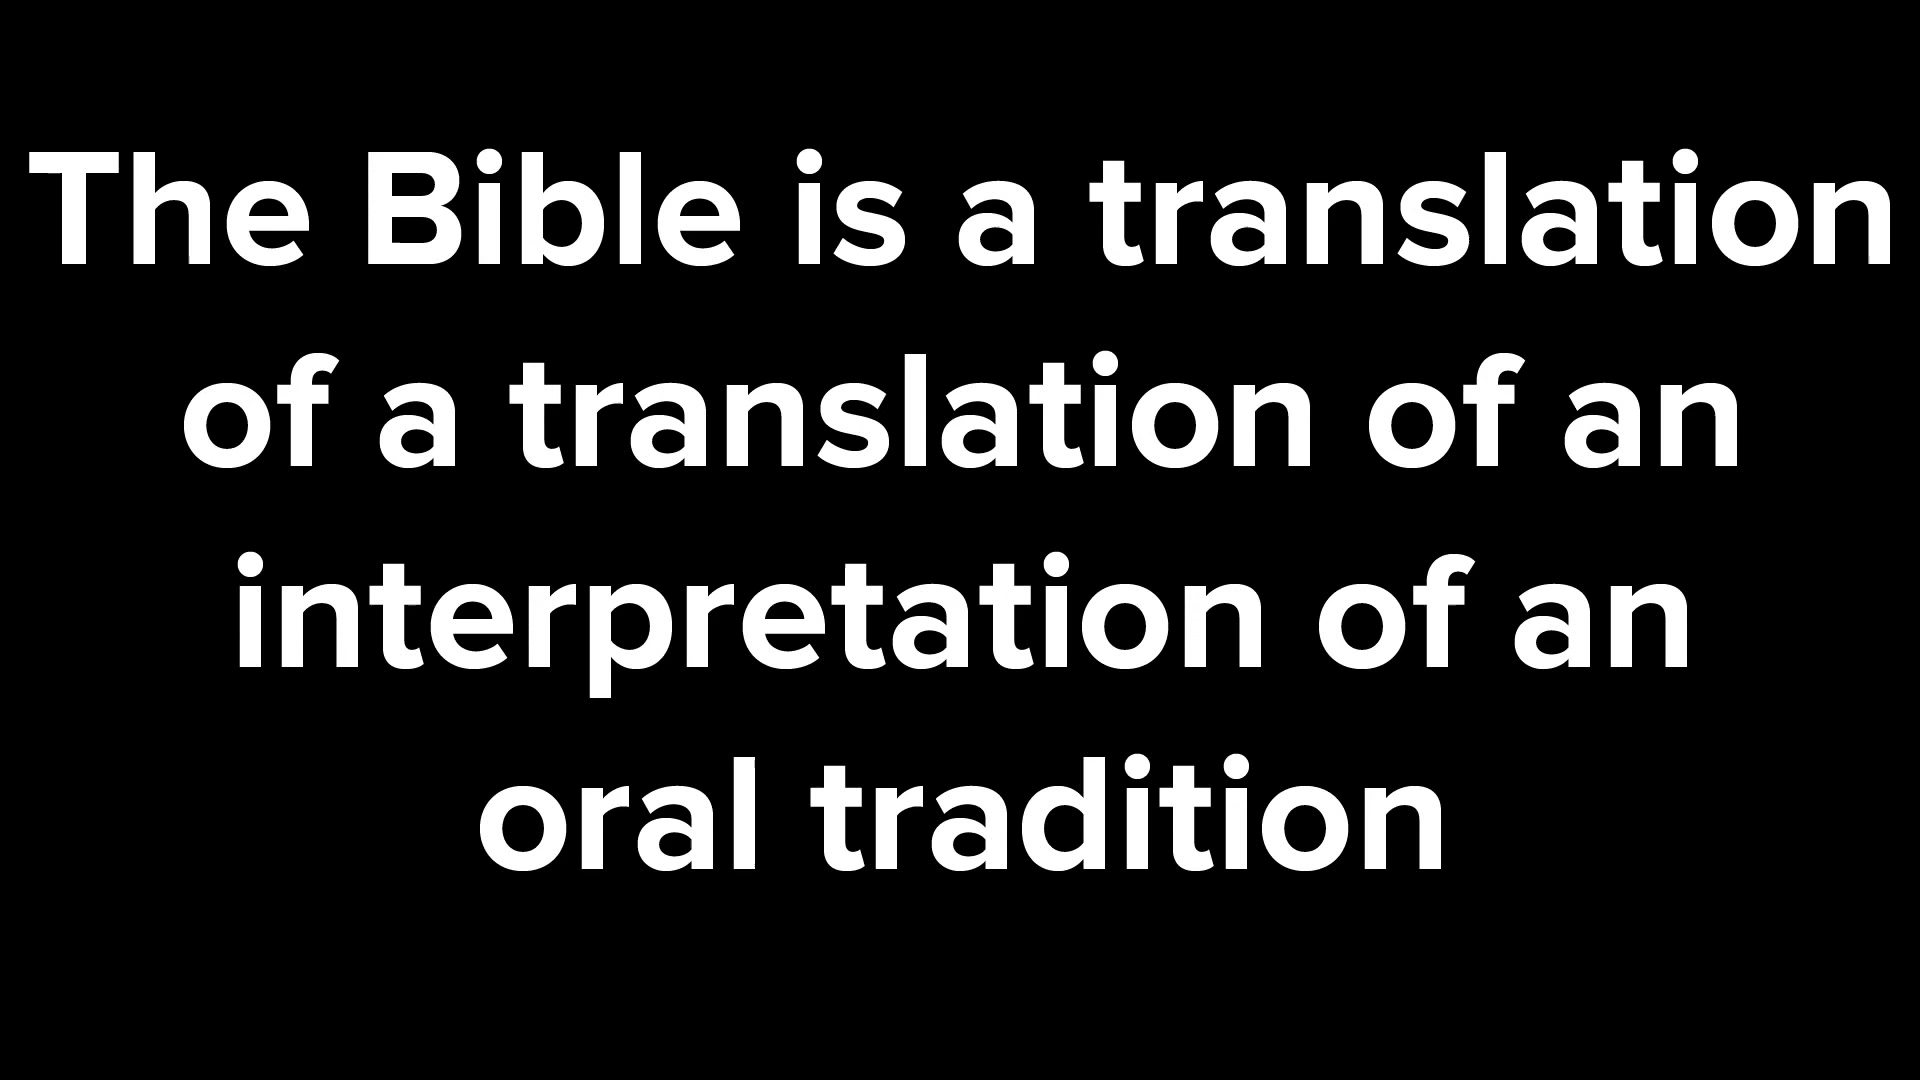 The Bible is a translation
of a translation of an
interpretation of an
oral tradition